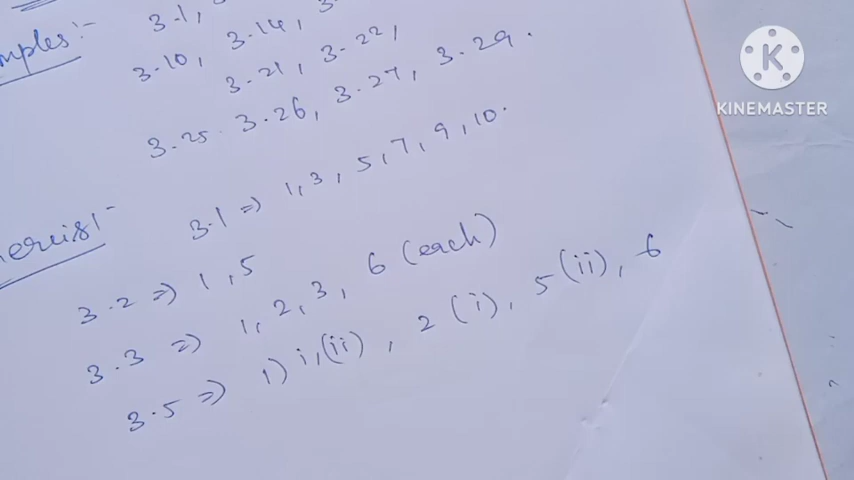 3.1,
mples:-
3.10, 3.14,
3.21, 3.22,
3.25. 3.26, 3.27, 3.29.
3.1 => 1,3, 5,7,9,10.
3.2 => 1,5
3.3 => 1,2,3, 6 (each)
3.5 => 1) i,(ii), 2 (i), 5 (ii), 6
K
KINEMASTER